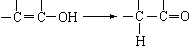 –C=C–OH ⟶ –C–C=O
H